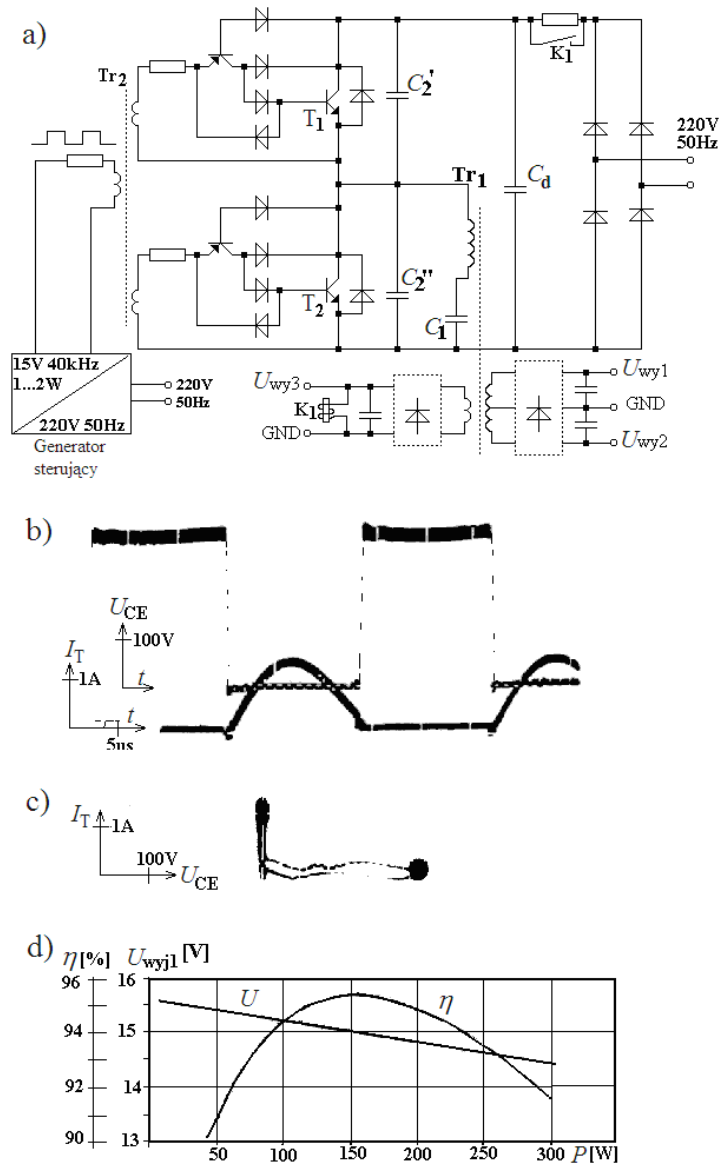 a)
K1
Tr2
T1
C2'
220V
50Hz
Tr1
Cd
T2
C2''
C1
15V 40kHz
1...2W
220V 50Hz
220V
50Hz
Generator
sterujący
Uwy3
K1
GND
Uwy1
GND
Uwy2
b)
UCE
100V
t
IT
1A
t
5us
c)
IT
1A
100V
UCE
d)
η[%] Uwyj1[V]
96 16
U η
94 15
92 14
90 13
50 100 150 200 250 300 P[W]